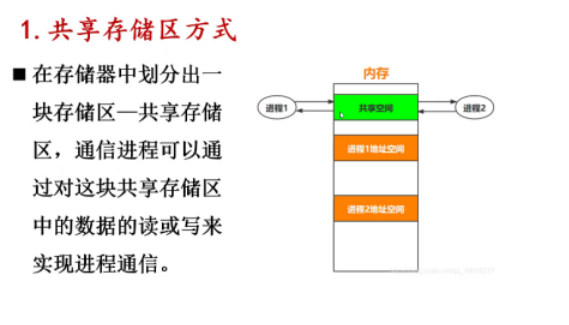 1.共享存储区方式
■ 在存储器中划分出一
块存储区—共享存储
区，通信进程可以通
过对这块共享存储区
中的数据的读或写来
实现进程通信。
内存
进程1
共享空间
进程2
进程1地址空间
进程2地址空间